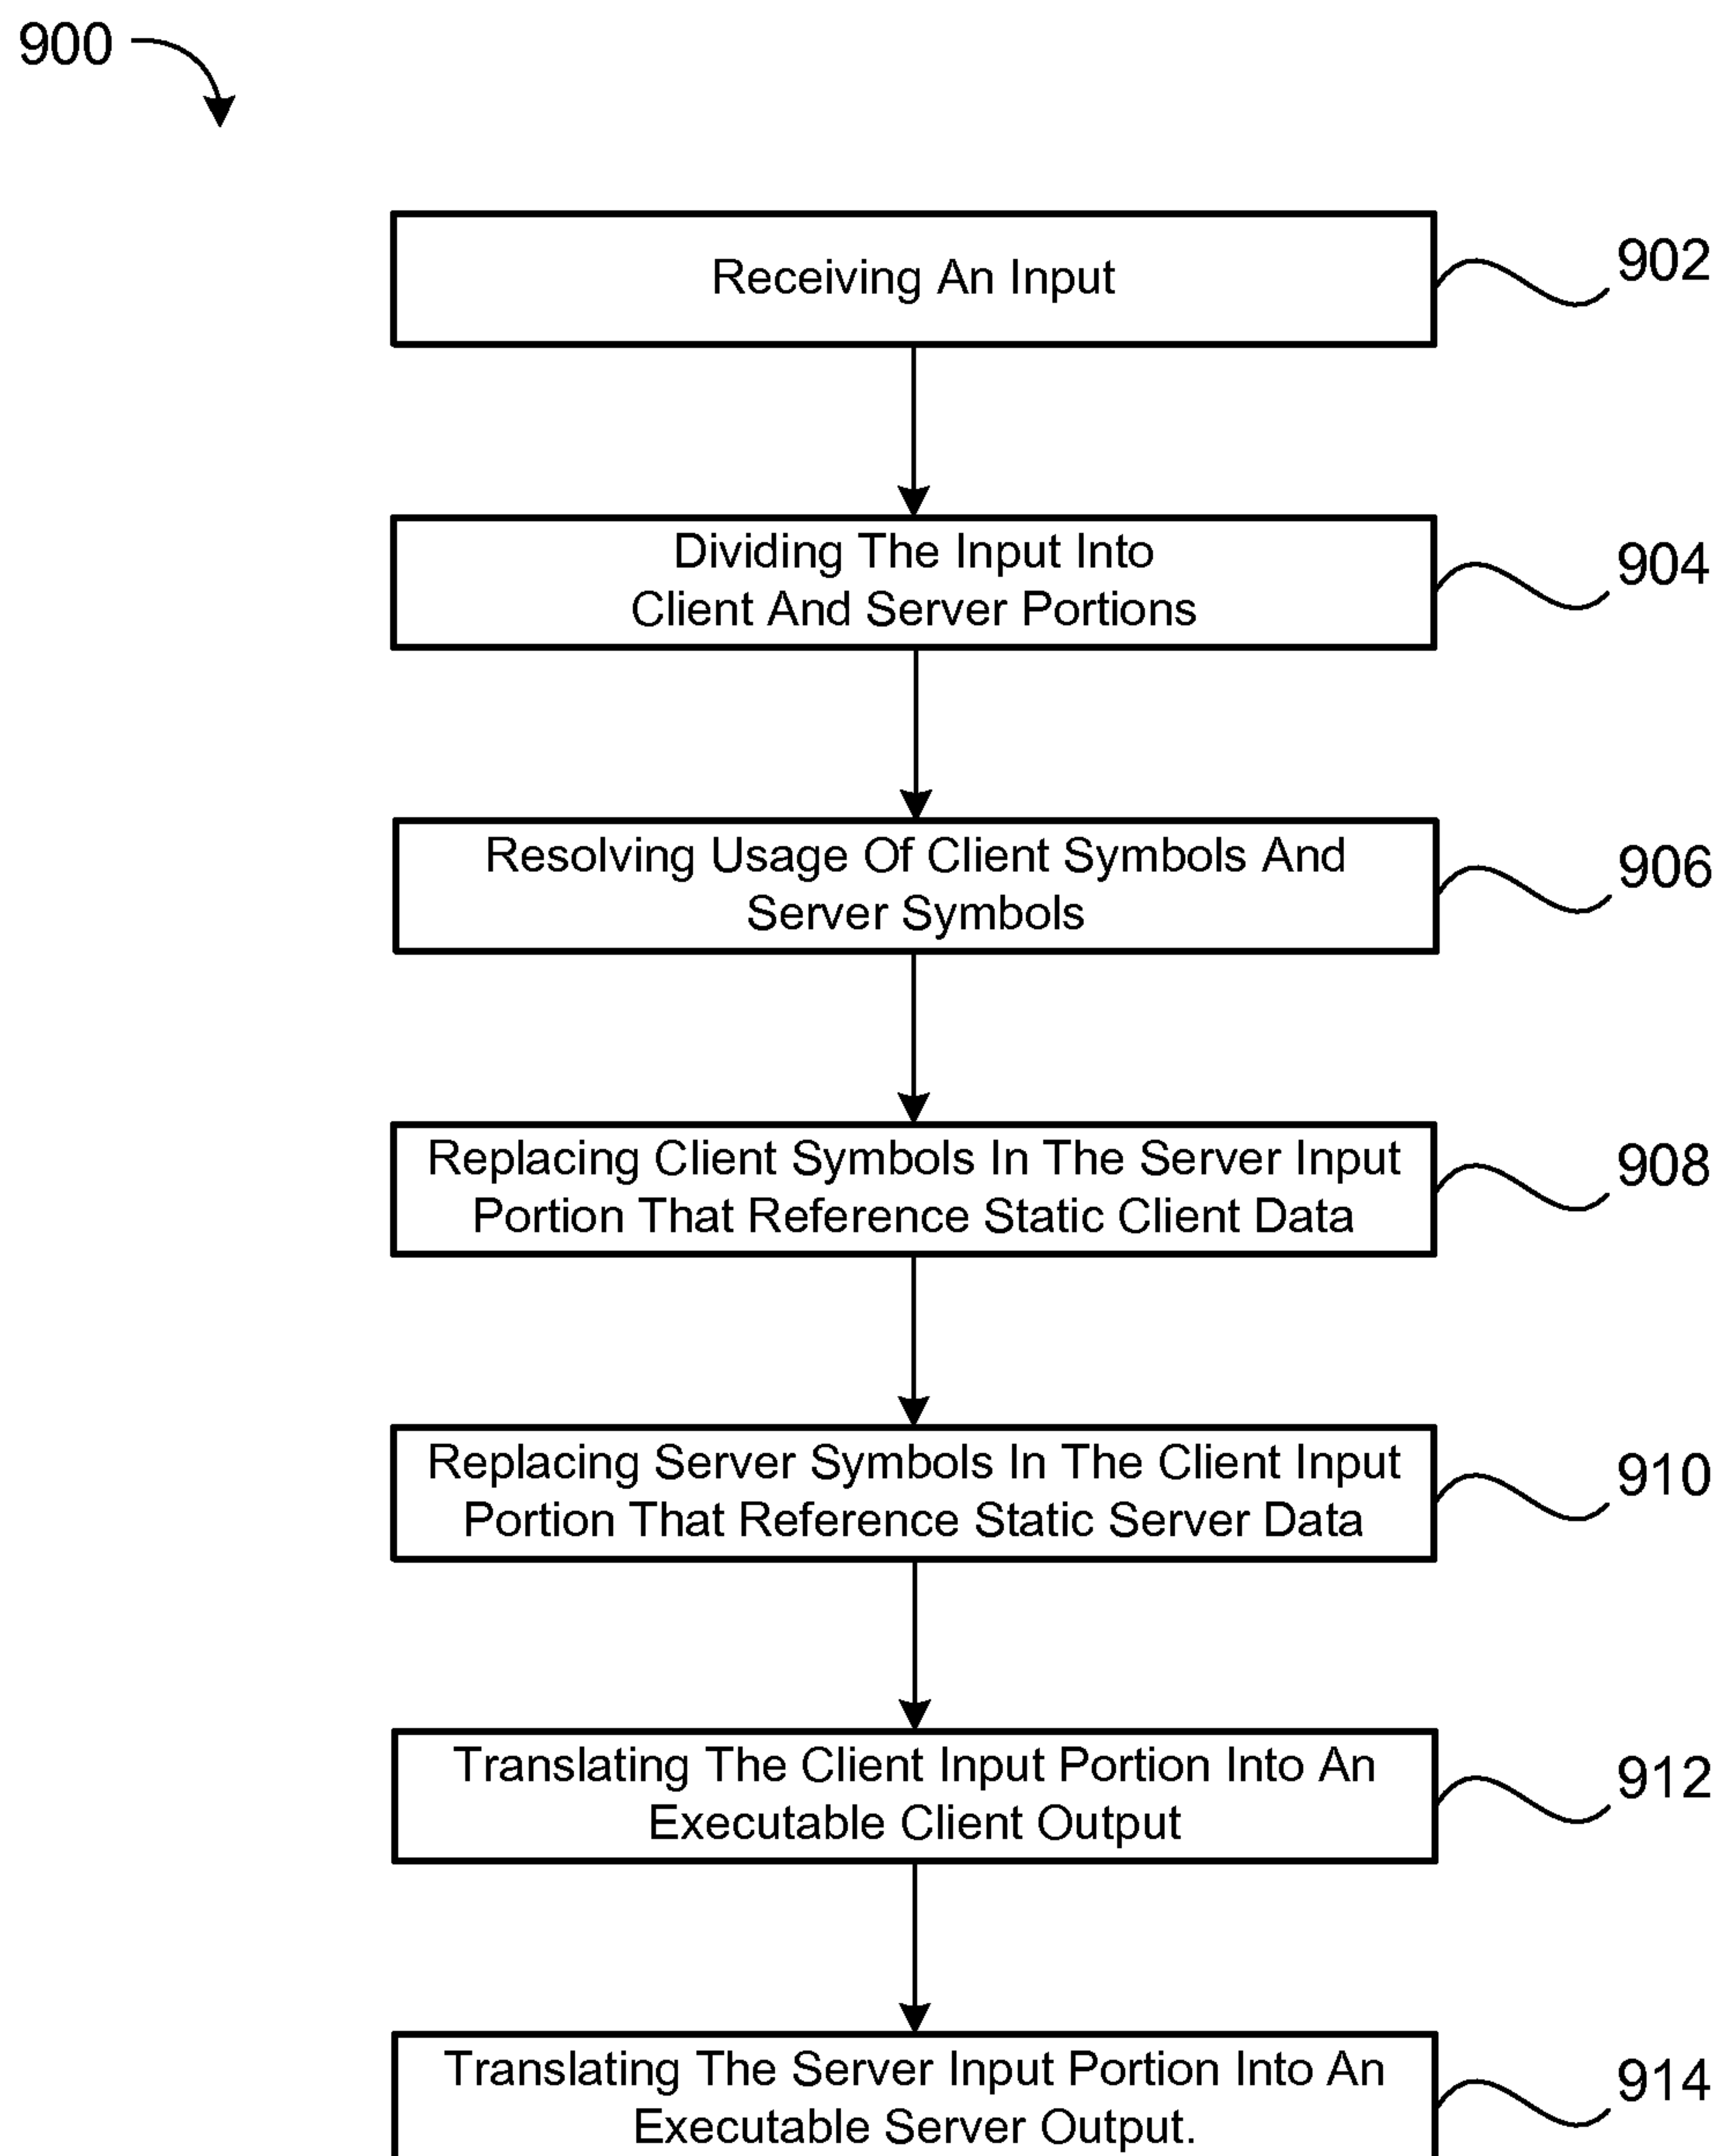 900
Receiving An Input
902
Dividing The Input Into
Client And Server Portions
904
Resolving Usage Of Client Symbols And
Server Symbols
906
Replacing Client Symbols In The Server Input
Portion That Reference Static Client Data
908
Replacing Server Symbols In The Client Input
Portion That Reference Static Server Data
910
Translating The Client Input Portion Into An
Executable Client Output
912
Translating The Server Input Portion Into An
Executable Server Output.
914